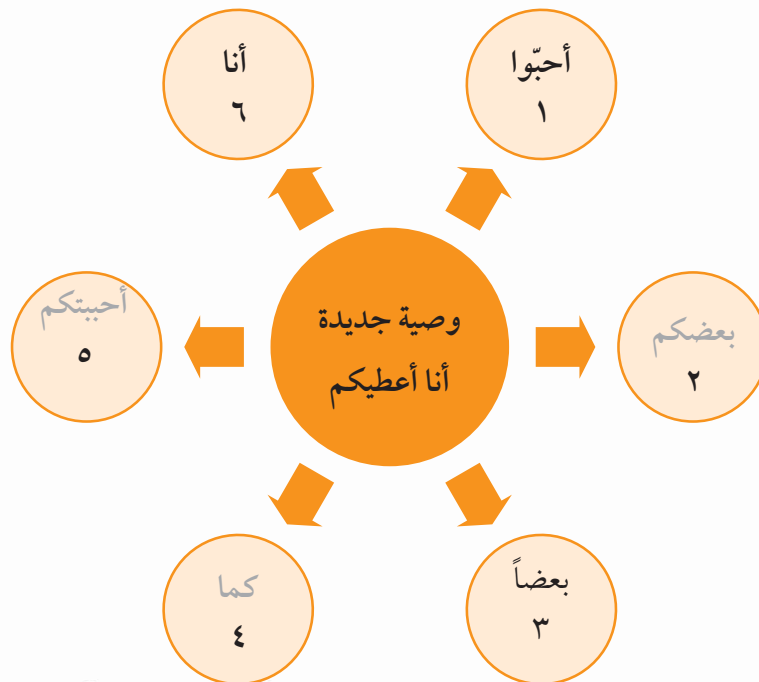 وصية جديدة
أنا أعطيكم
أحبّوا
١
بعضكم
٢
بعضاً
٣
كما
٤
أحببتكم
٥
أنا
٦